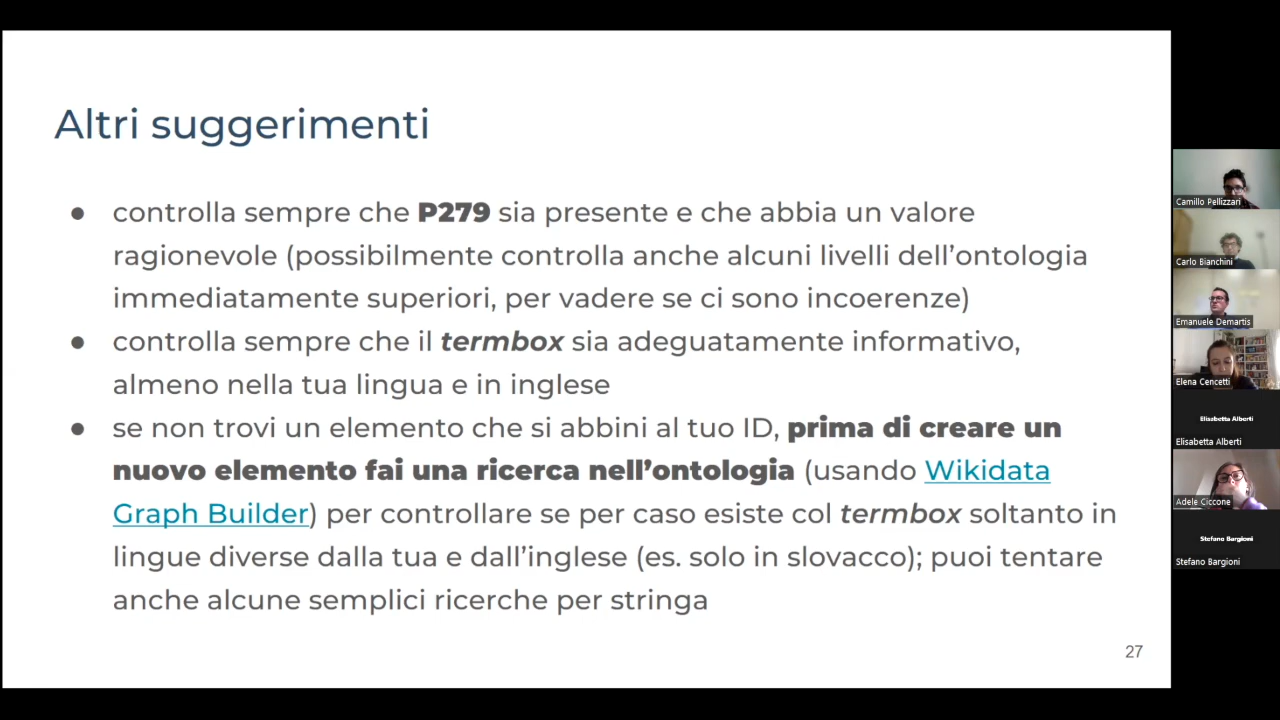 Altri suggerimenti
● controlla sempre che P279 sia presente e che abbia un valore
ragionevole (possibilmente controlla anche alcuni livelli dell'ontologia
immediatamente superiori, per vadere se ci sono incoerenze)
● controlla sempre che il termbox sia adeguatamente informativo,
almeno nella tua lingua e in inglese
● se non trovi un elemento che si abbini al tuo ID, prima di creare un
nuovo elemento fai una ricerca nell'ontologia (usando Wikidata
Graph Builder) per controllare se per caso esiste col termbox soltanto in
lingue diverse dalla tua e dall'inglese (es. solo in slovacco); puoi tentare
anche alcune semplici ricerche per stringa
27
Camillo Pellizzari
Carlo Bianchini
Emanuele Demartis
Elena Cencetti
Elisabetta Alberti
Elisabetta Alberti
Adele Ciccone
Stefano Bargioni
Stefano Bargioni